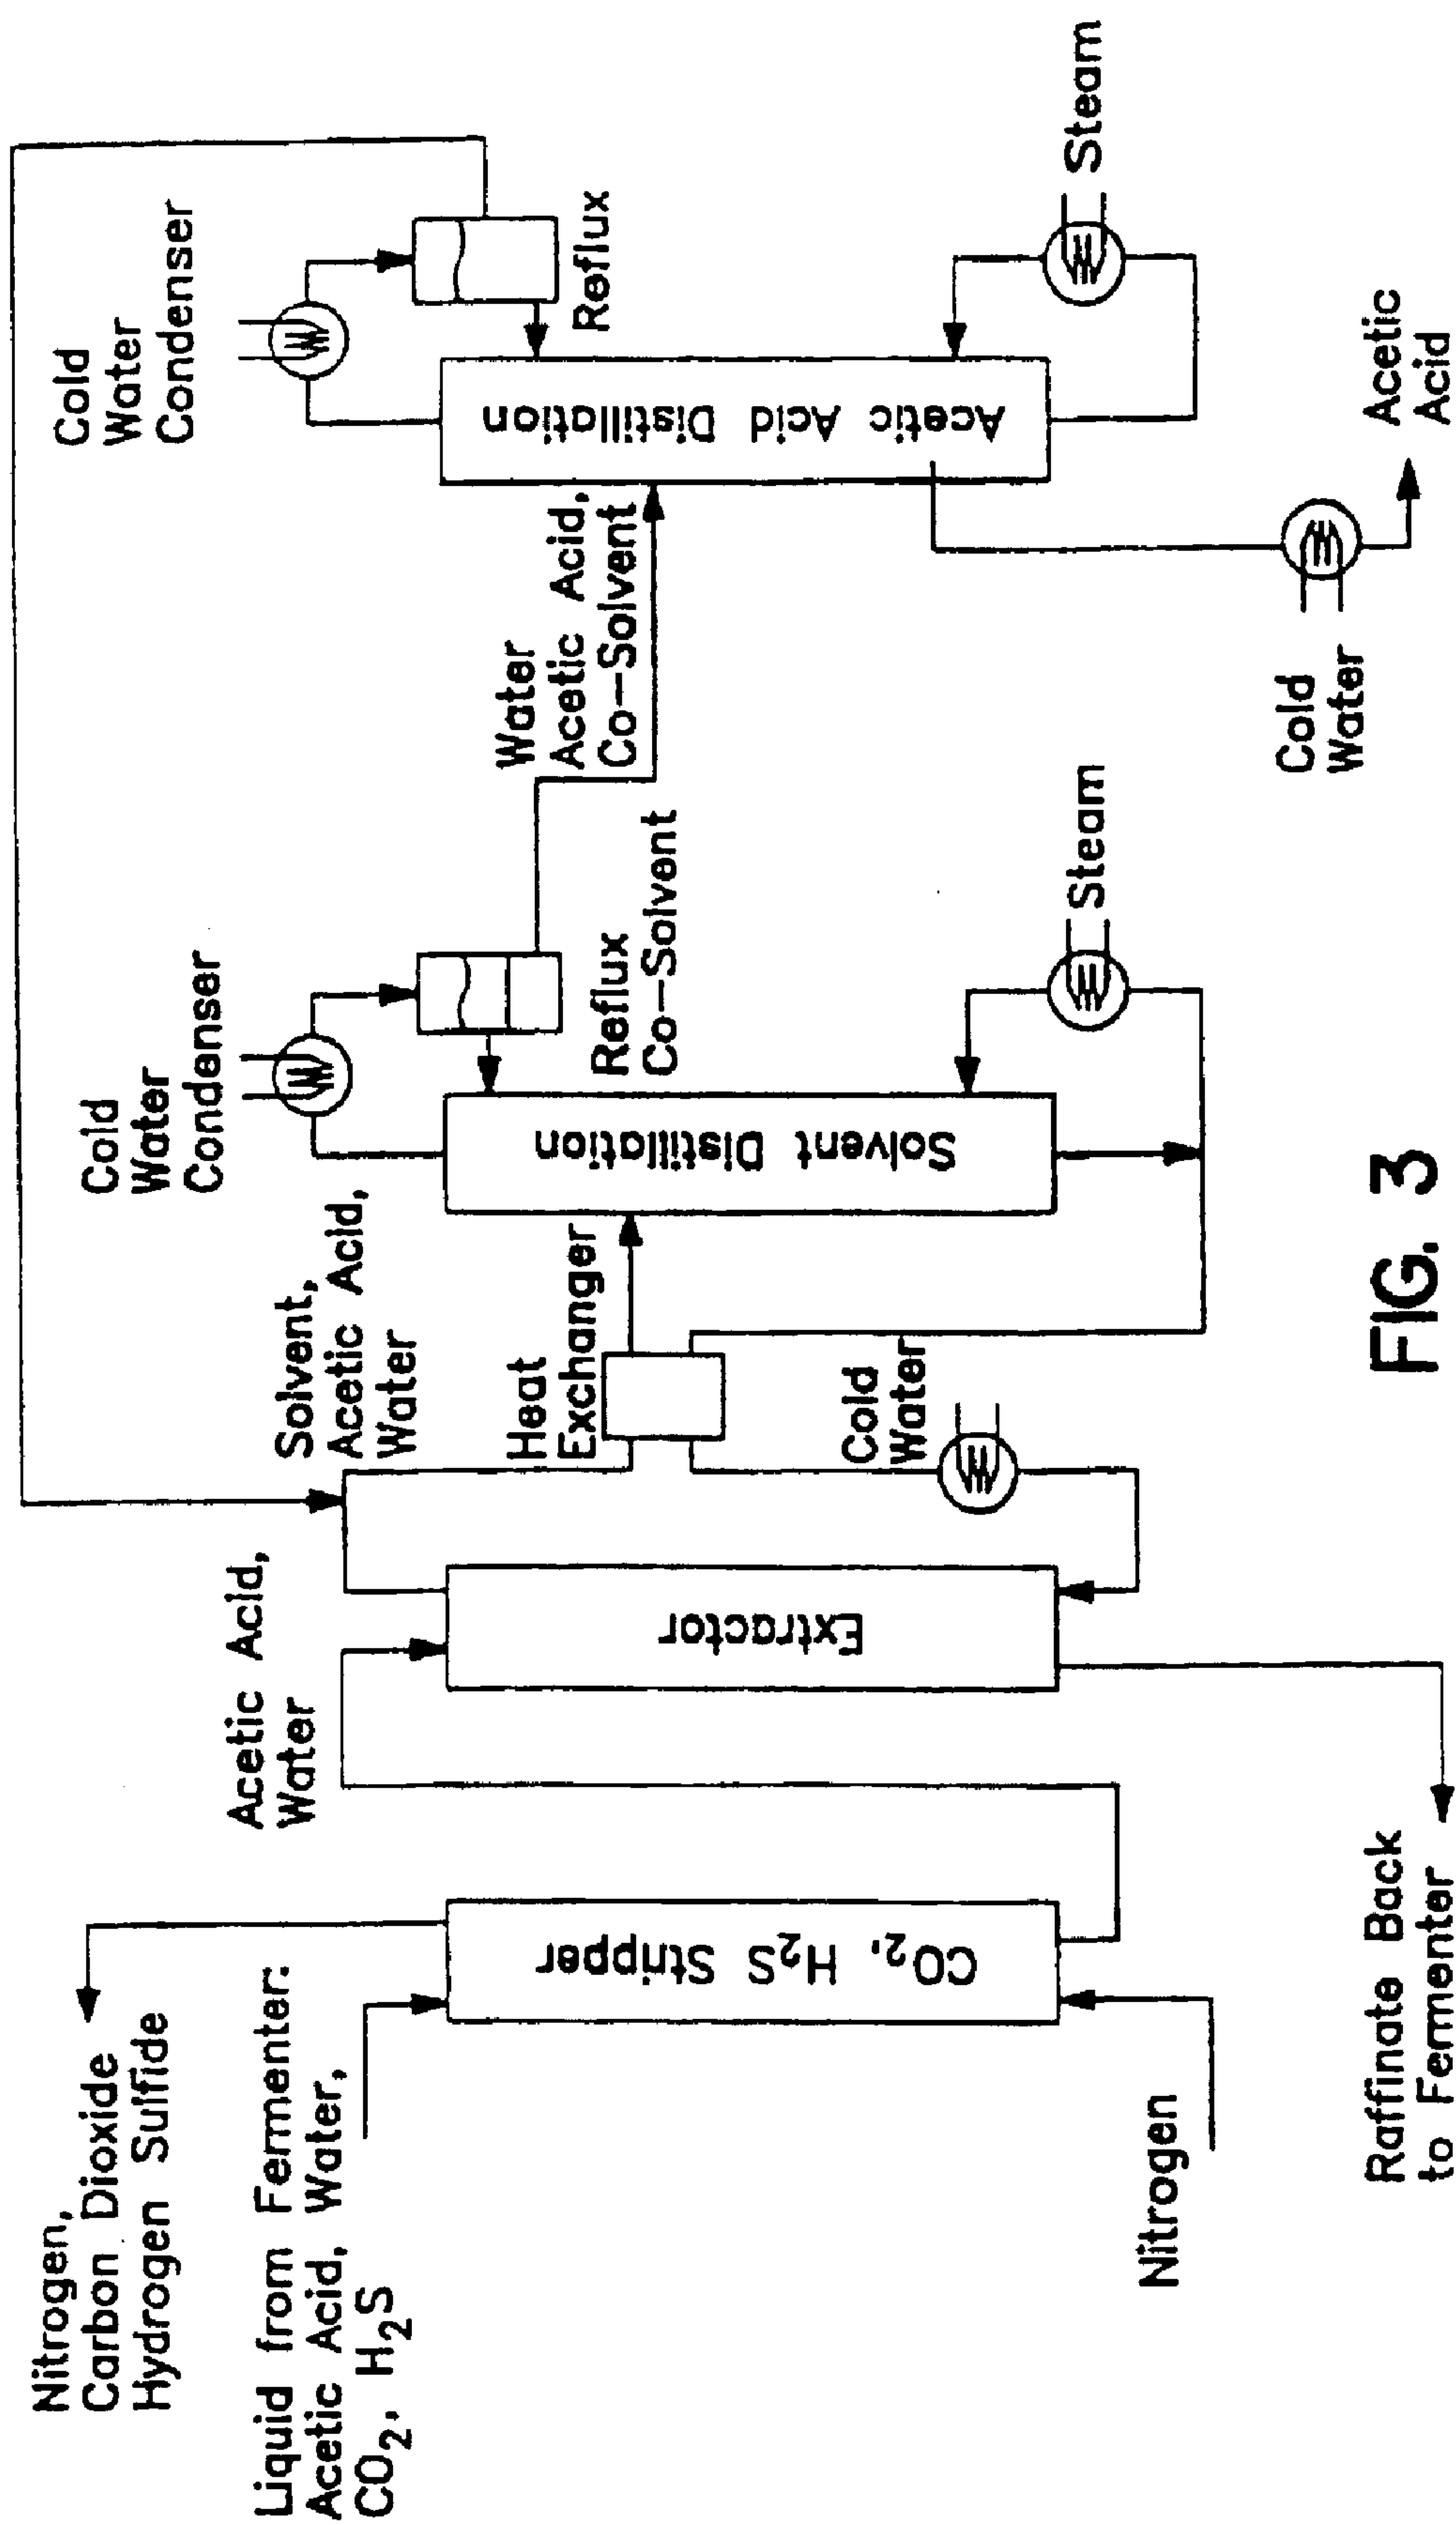 Nitrogen,
Carbon Dioxide
Hydrogen Sulfide
Liquid from Fermenter:
Acetic Acid, Water,
CO₂, H₂S
CO₂, H₂S Stripper
Nitrogen
Acetic Acid,
Water
Extractor
Raffinate Back
to Fermenter
Solvent,
Acetic Acid,
Water
Heat
Exchanger
Cold
Water
Cold
Water
Condenser
Solvent Distillation
Reflux
Co-Solvent
Steam
Water
Acetic Acid,
Co-Solvent
Cold
Water
Condenser
Reflux
Acetic Acid Distillation
Steam
Cold
Water
Acetic
Acid
FIG. 3